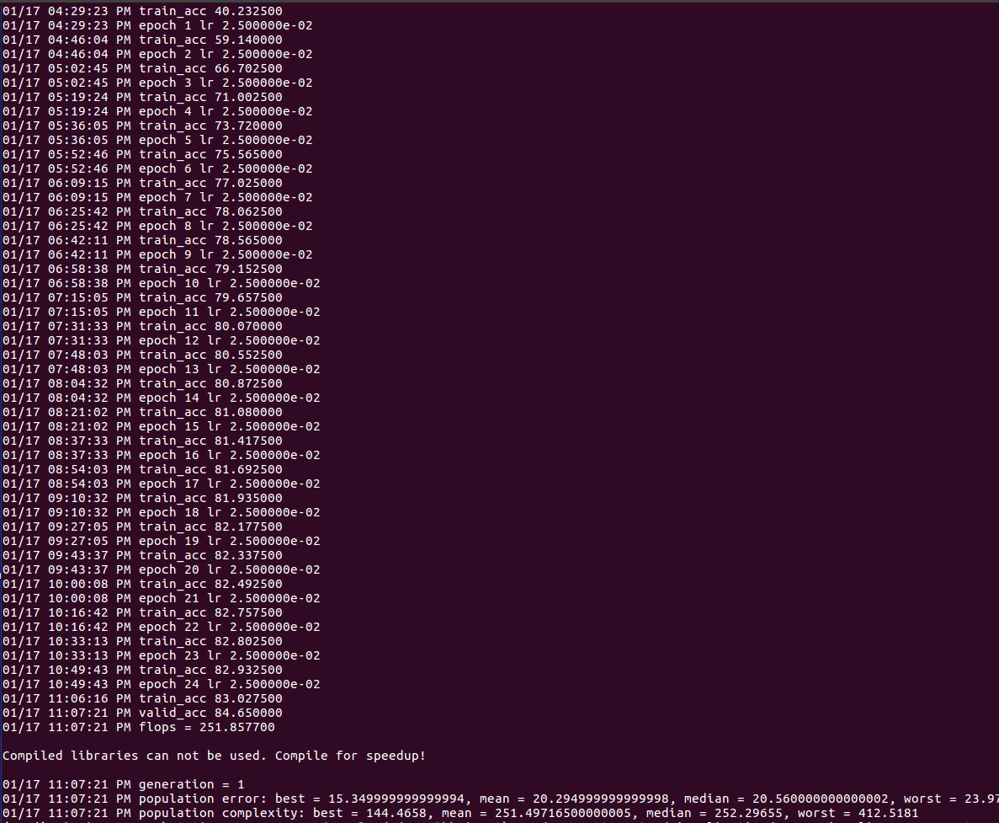 01/17 04:29:23 PM train_acc 40.232500
01/17 04:29:23 PM epoch 1 lr 2.500000e-02
01/17 04:46:04 PM train_acc 59.140000
01/17 04:46:04 PM epoch 2 lr 2.500000e-02
01/17 05:02:45 PM train_acc 66.702500
01/17 05:02:45 PM epoch 3 lr 2.500000e-02
01/17 05:19:24 PM train_acc 71.002500
01/17 05:19:24 PM epoch 4 lr 2.500000e-02
01/17 05:36:05 PM train_acc 73.720000
01/17 05:36:05 PM epoch 5 lr 2.500000e-02
01/17 05:52:46 PM train_acc 75.565000
01/17 05:52:46 PM epoch 6 lr 2.500000e-02
01/17 06:09:15 PM train_acc 77.025000
01/17 06:09:15 PM epoch 7 lr 2.500000e-02
01/17 06:25:42 PM train_acc 78.062500
01/17 06:25:42 PM epoch 8 lr 2.500000e-02
01/17 06:42:11 PM train_acc 78.565000
01/17 06:42:11 PM epoch 9 lr 2.500000e-02
01/17 06:58:38 PM train_acc 79.152500
01/17 06:58:38 PM epoch 10 lr 2.500000e-02
01/17 07:15:05 PM train_acc 79.657500
01/17 07:15:05 PM epoch 11 lr 2.500000e-02
01/17 07:31:33 PM train_acc 80.070000
01/17 07:31:33 PM epoch 12 lr 2.500000e-02
01/17 07:48:03 PM train_acc 80.552500
01/17 07:48:03 PM epoch 13 lr 2.500000e-02
01/17 08:04:32 PM train_acc 80.872500
01/17 08:04:32 PM epoch 14 lr 2.500000e-02
01/17 08:21:02 PM train_acc 81.080000
01/17 08:21:02 PM epoch 15 lr 2.500000e-02
01/17 08:37:33 PM train_acc 81.417500
01/17 08:37:33 PM epoch 16 lr 2.500000e-02
01/17 08:54:03 PM train_acc 81.692500
01/17 08:54:03 PM epoch 17 lr 2.500000e-02
01/17 09:10:32 PM train_acc 81.935000
01/17 09:10:32 PM epoch 18 lr 2.500000e-02
01/17 09:27:05 PM train_acc 82.177500
01/17 09:27:05 PM epoch 19 lr 2.500000e-02
01/17 09:43:37 PM train_acc 82.337500
01/17 09:43:37 PM epoch 20 lr 2.500000e-02
01/17 10:00:08 PM train_acc 82.492500
01/17 10:00:08 PM epoch 21 lr 2.500000e-02
01/17 10:16:42 PM train_acc 82.757500
01/17 10:16:42 PM epoch 22 lr 2.500000e-02
01/17 10:33:13 PM train_acc 82.802500
01/17 10:33:13 PM epoch 23 lr 2.500000e-02
01/17 10:49:43 PM train_acc 82.932500
01/17 10:49:43 PM epoch 24 lr 2.500000e-02
01/17 11:06:16 PM train_acc 83.027500
01/17 11:07:21 PM valid_acc 84.650000
01/17 11:07:21 PM flops = 251.857700
Compiled libraries can not be used. Compile for speedup!
01/17 11:07:21 PM generation = 1
01/17 11:07:21 PM population error: best = 15.349999999999994, mean = 20.294999999999998, median = 20.560000000000002, worst = 23.97
01/17 11:07:21 PM population complexity: best = 144.4658, mean = 251.49716500000005, median = 252.29655, worst = 412.5181